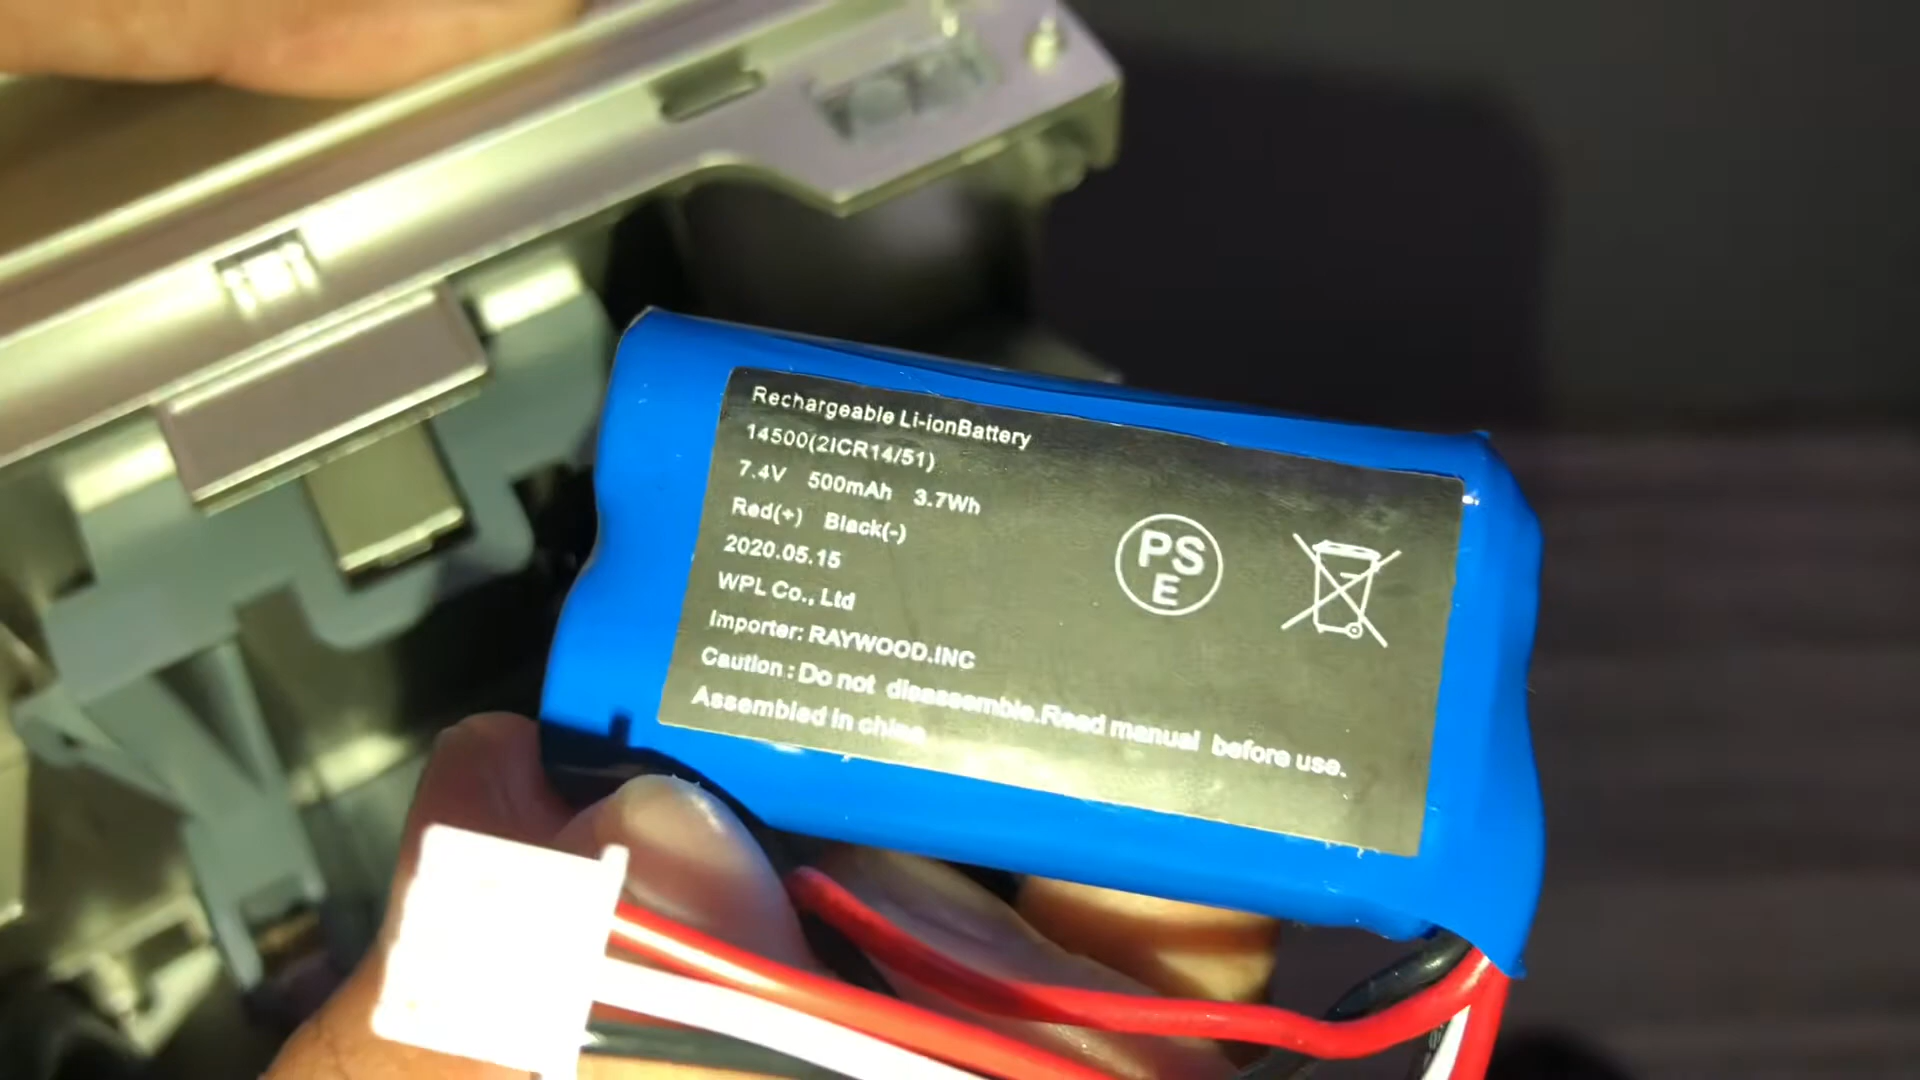 Rechargeable Li-ionBattery
14500(2ICR14/51)
7.4V 500mAh 3.7Wh
Red(+) Black(-)
2020.05.15
WPL Co., Ltd
Importer: RAYWOOD.INC
Caution : Do not disassemble.Read manual before use.
Assembled in china
PS
E